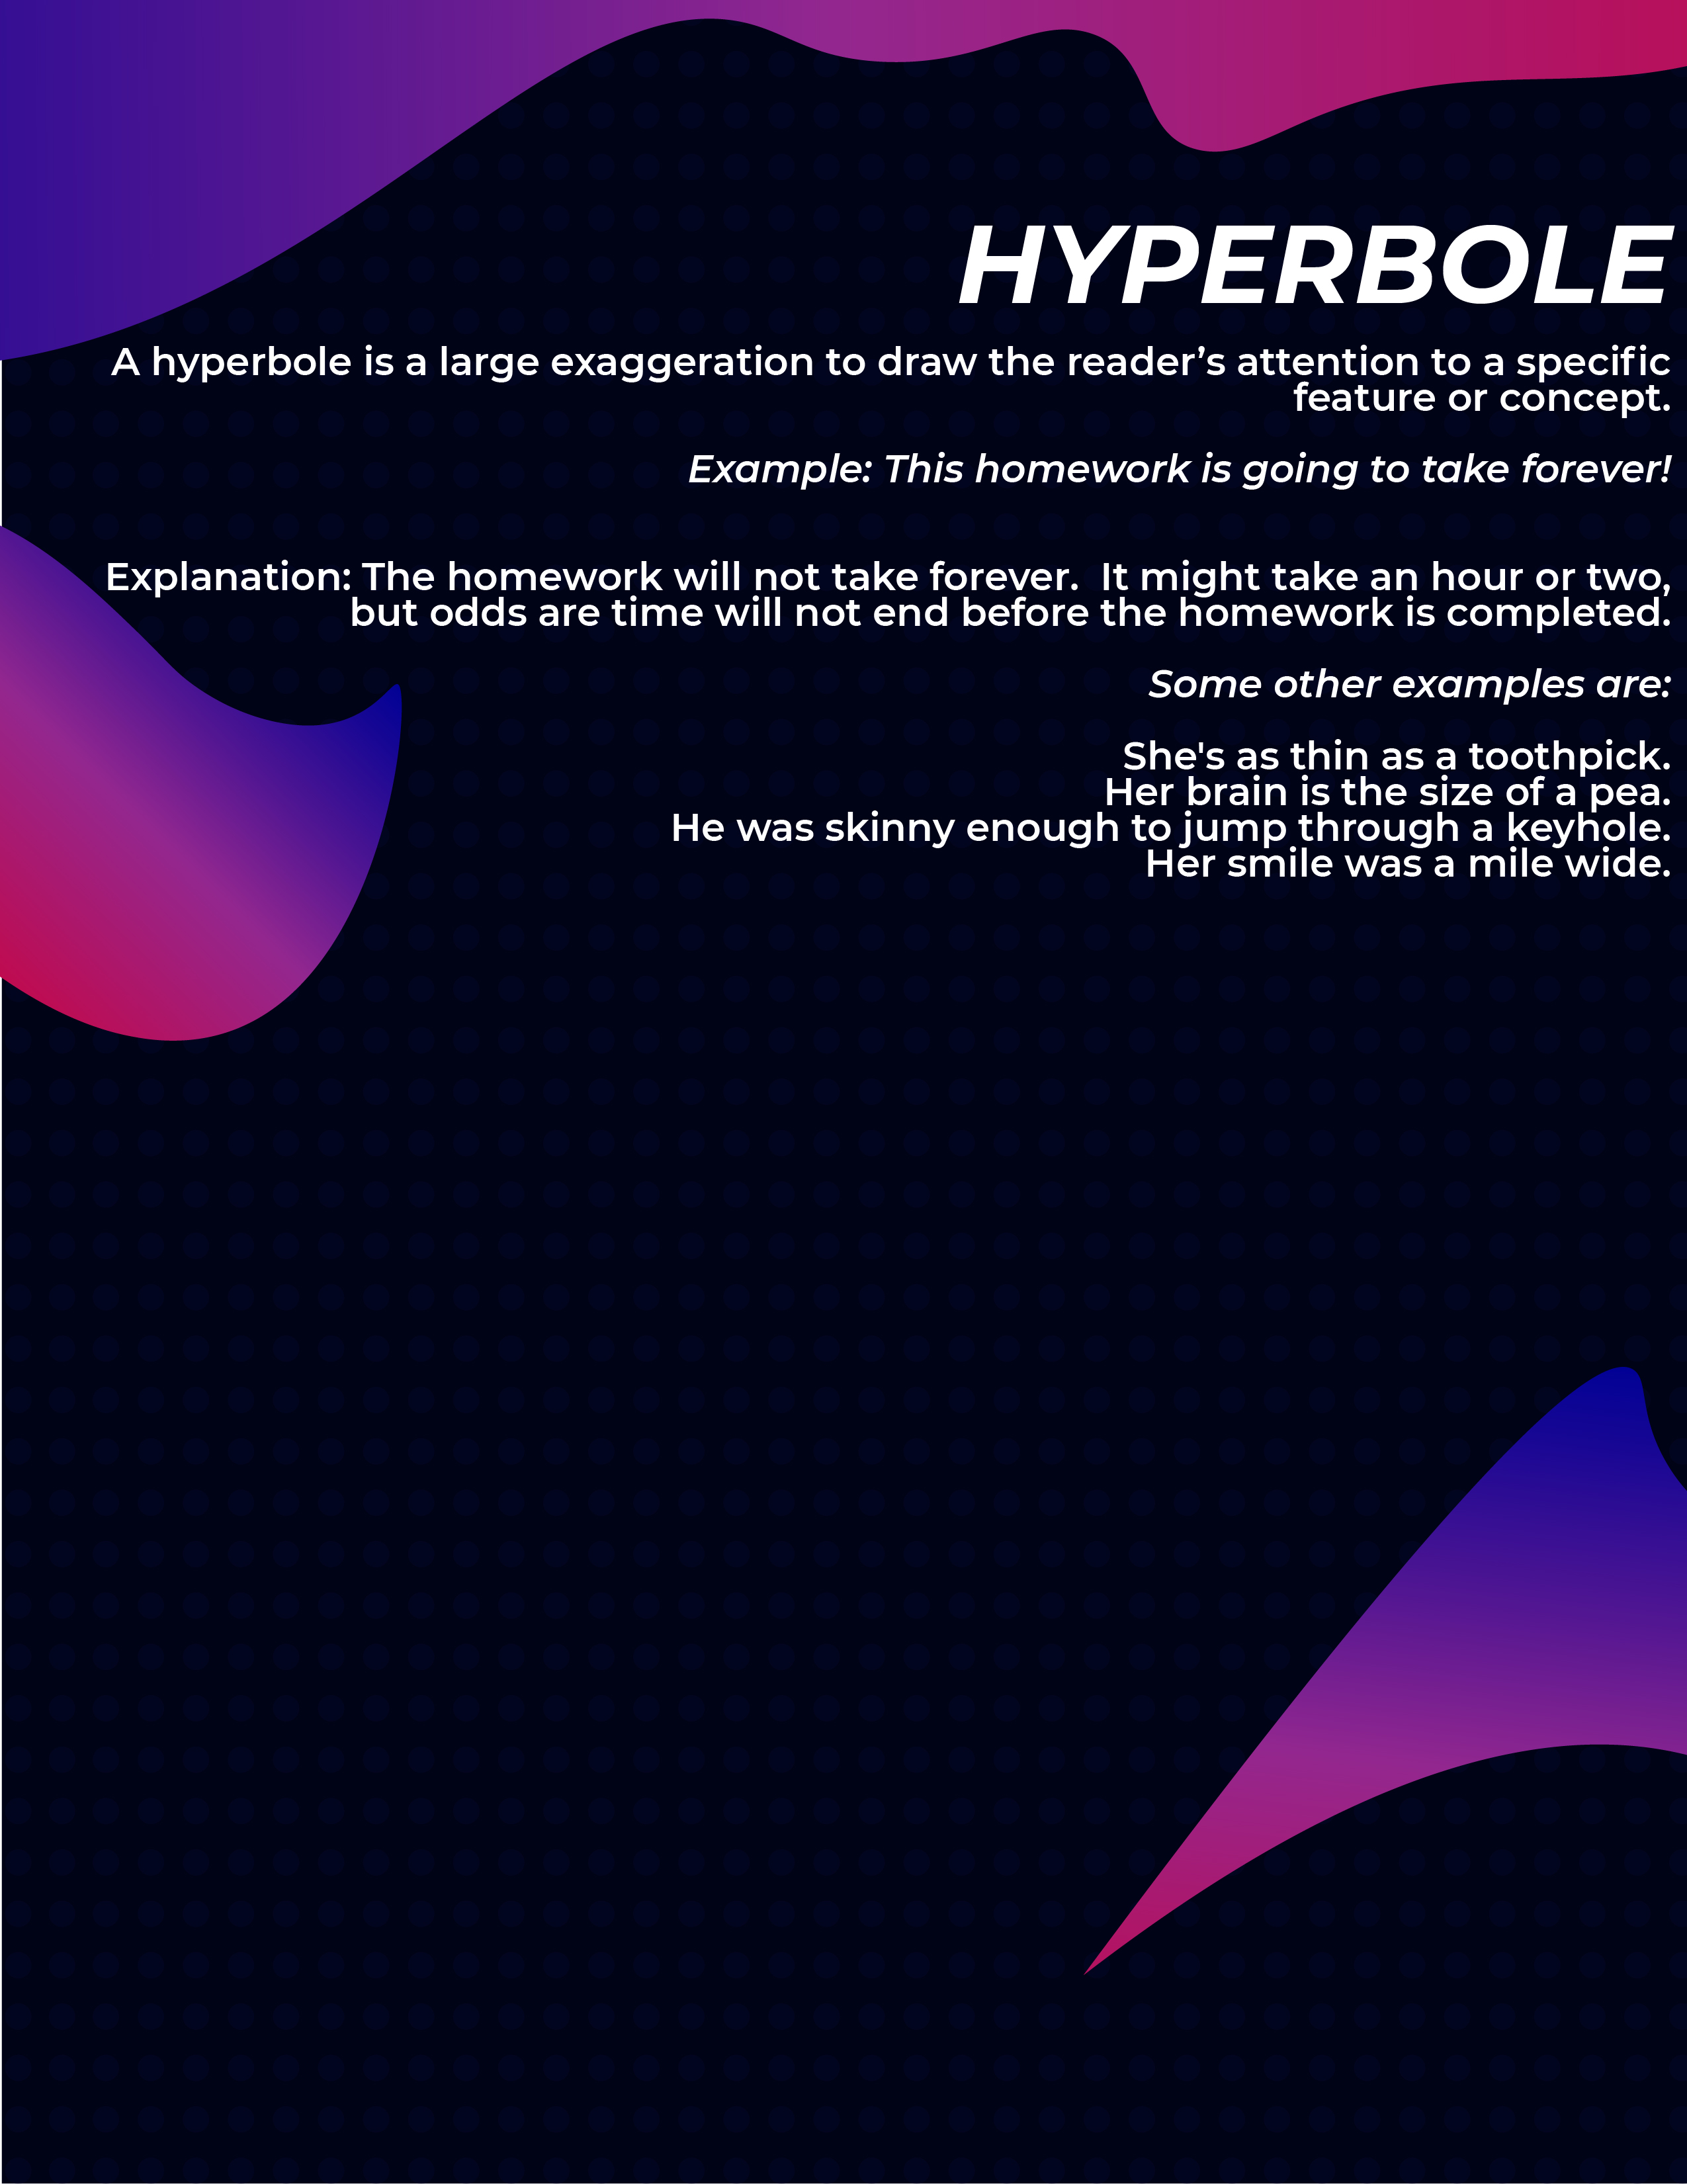 HYPERBOLE
A hyperbole is a large exaggeration to draw the reader’s attention to a specific
feature or concept.
Example: This homework is going to take forever!
Explanation: The homework will not take forever.  It might take an hour or two,
but odds are time will not end before the homework is completed.
Some other examples are:
She's as thin as a toothpick.
Her brain is the size of a pea.
He was skinny enough to jump through a keyhole.
Her smile was a mile wide.